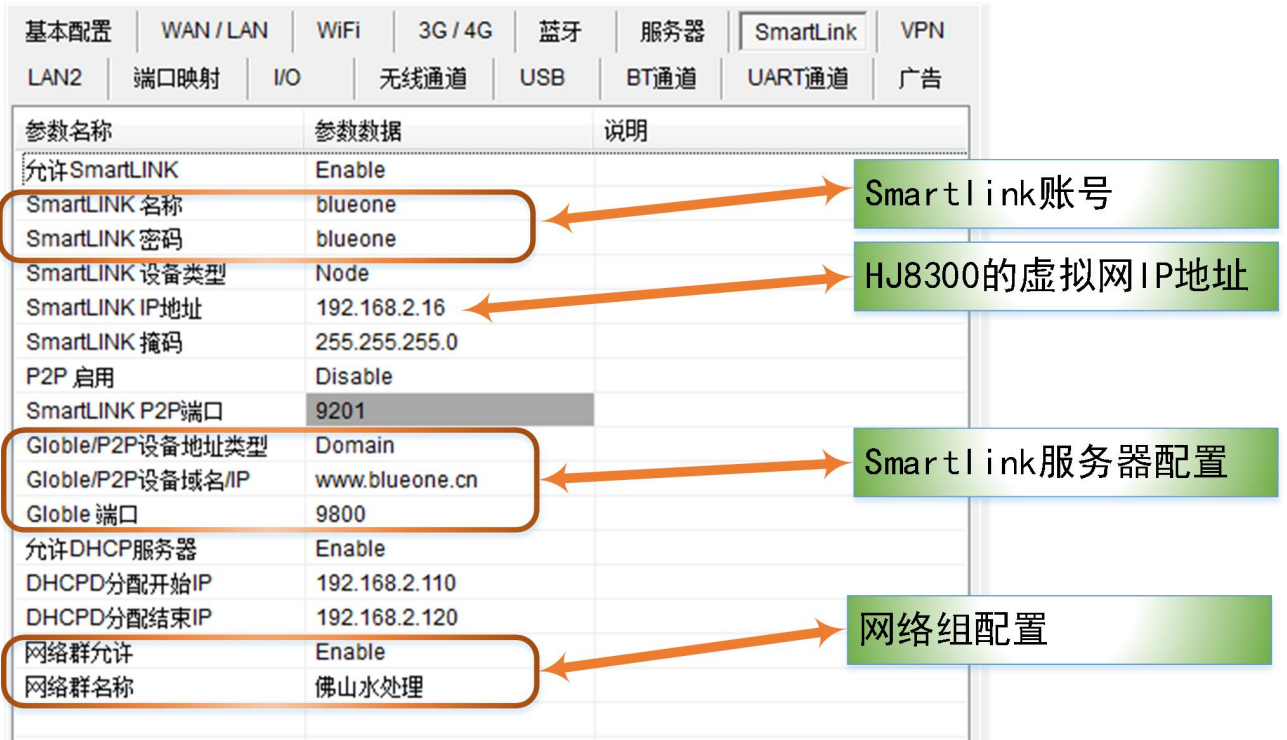 基本配置 WAN / LAN WiFi 3G / 4G 蓝牙 服务器 SmartLink VPN
LAN2 端口映射 I/O 无线通道 USB BT通道 UART通道 广告
参数名称 参数数据 说明
允许SmartLINK Enable
SmartLINK 名称 blueone
SmartLINK 密码 blueone
Smartlink账号
SmartLINK 设备类型 Node
SmartLINK IP地址 192.168.2.16
HJ8300的虚拟网IP地址
SmartLINK 掩码 255.255.255.0
P2P 启用 Disable
SmartLINK P2P端口 9201
Globle/P2P设备地址类型 Domain
Globle/P2P设备域名/IP www.blueone.cn
Globle 端口 9800
Smartlink服务器配置
允许DHCP服务器 Enable
DHCPD分配开始IP 192.168.2.110
DHCPD分配结束IP 192.168.2.120
网络群允许 Enable
网络群名称 佛山水处理
网络组配置